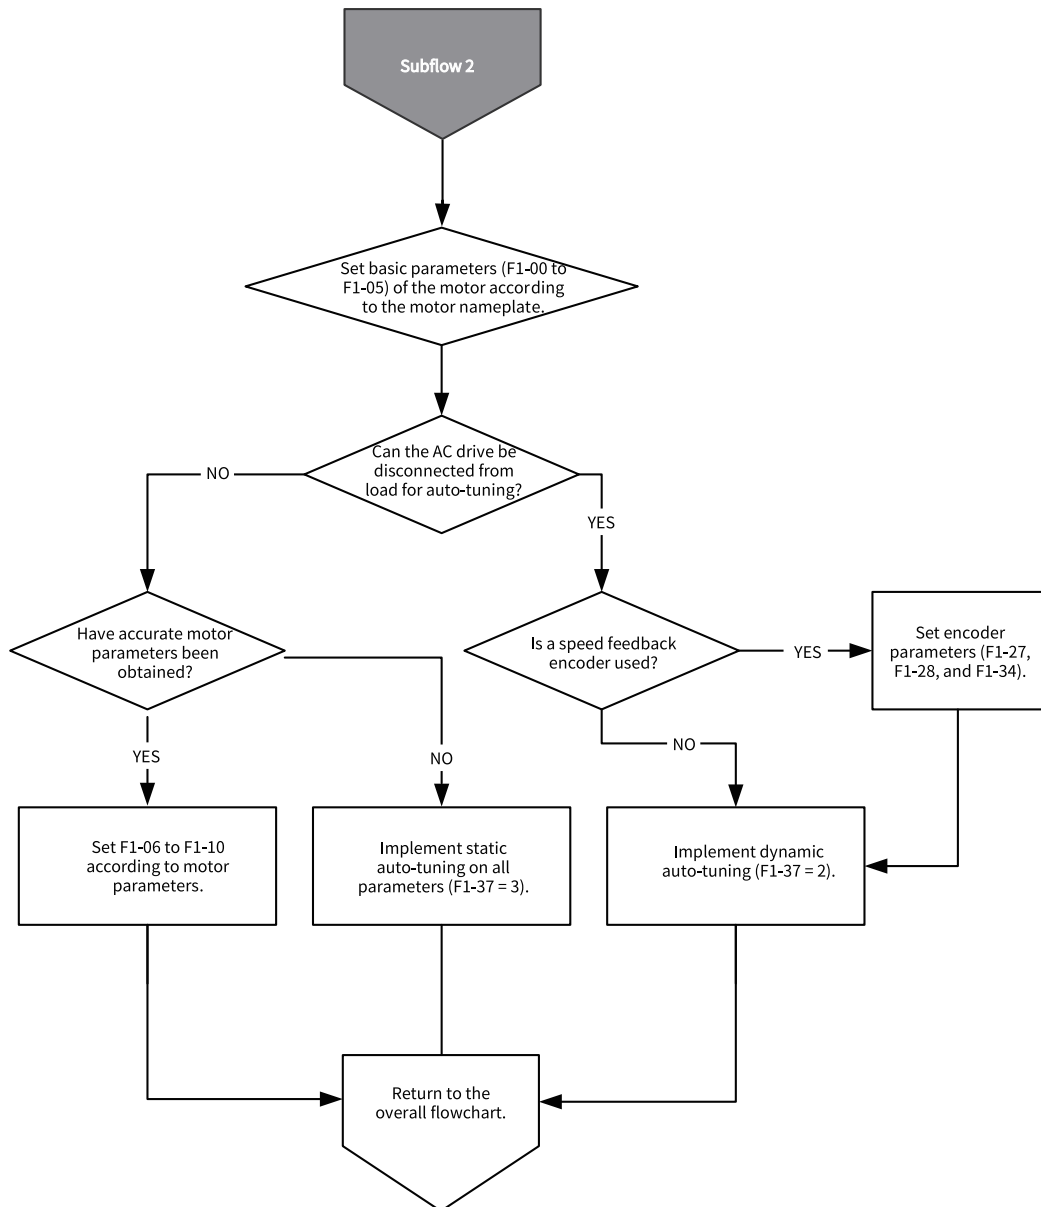 Subflow 2
Set basic parameters (F1-00 to
F1-05) of the motor according
to the motor nameplate.
Can the AC drive be
disconnected from
load for auto-tuning?
NO
YES
Have accurate motor
parameters been
obtained?
Is a speed feedback
encoder used?
YES
Set encoder
parameters (F1-27,
F1-28, and F1-34).
YES
NO
NO
Set F1-06 to F1-10
according to motor
parameters.
Implement static
auto-tuning on all
parameters (F1-37 = 3).
Implement dynamic
auto-tuning (F1-37 = 2).
Return to the
overall flowchart.